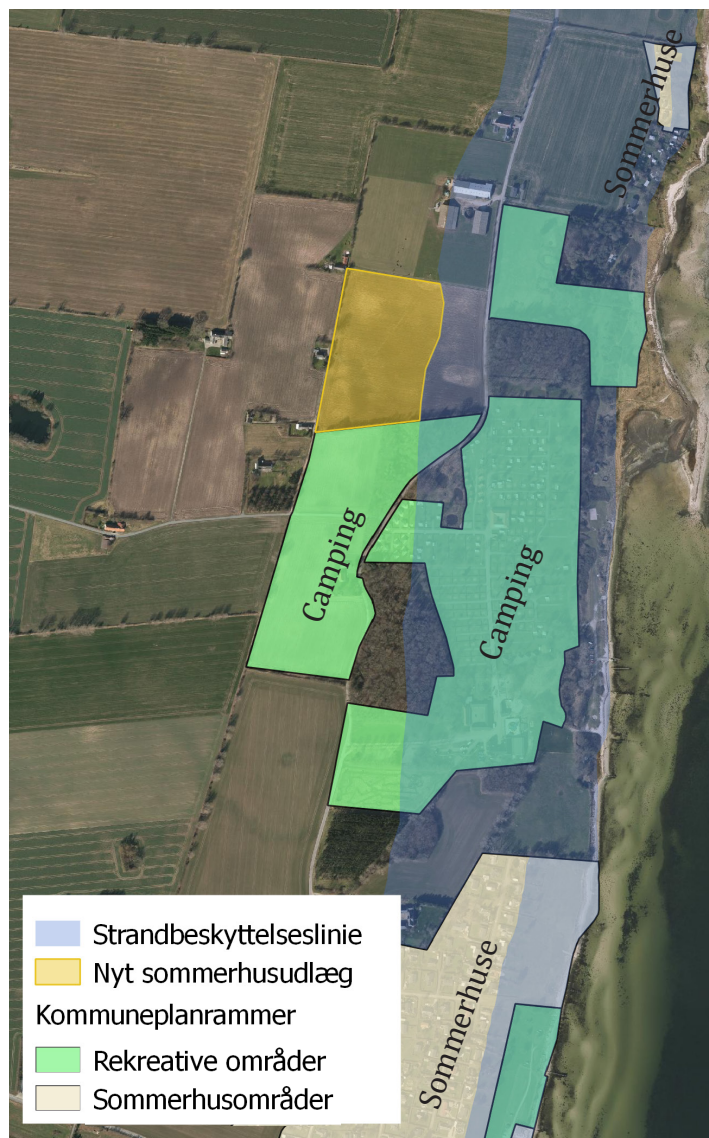 Sommerhuse
Camping
Camping
Sommerhuse
Strandbeskyttelseslinie
Nyt sommerhusudlæg
Kommuneplanrammer
Rekreative områder
Sommerhusområder